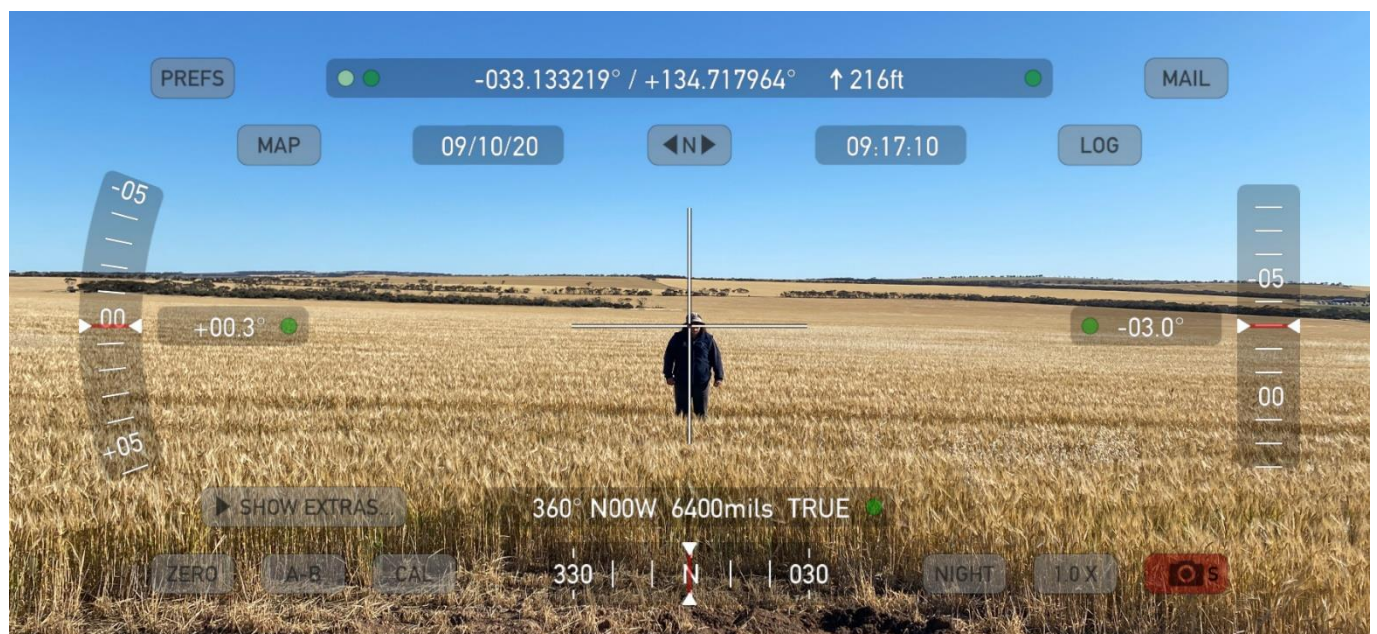 PREFS -033.133219° / +134.717964° ↑ 216ft MAIL
MAP 09/10/20 ◀N▶ 09:17:10 LOG
-05
-05
00 +00.3° -03.0°
00
+05
▶ SHOW EXTRAS... 360° N00W 6400mils TRUE
ZERO A-B CAL 330 N 030 NIGHT 1.0 X S